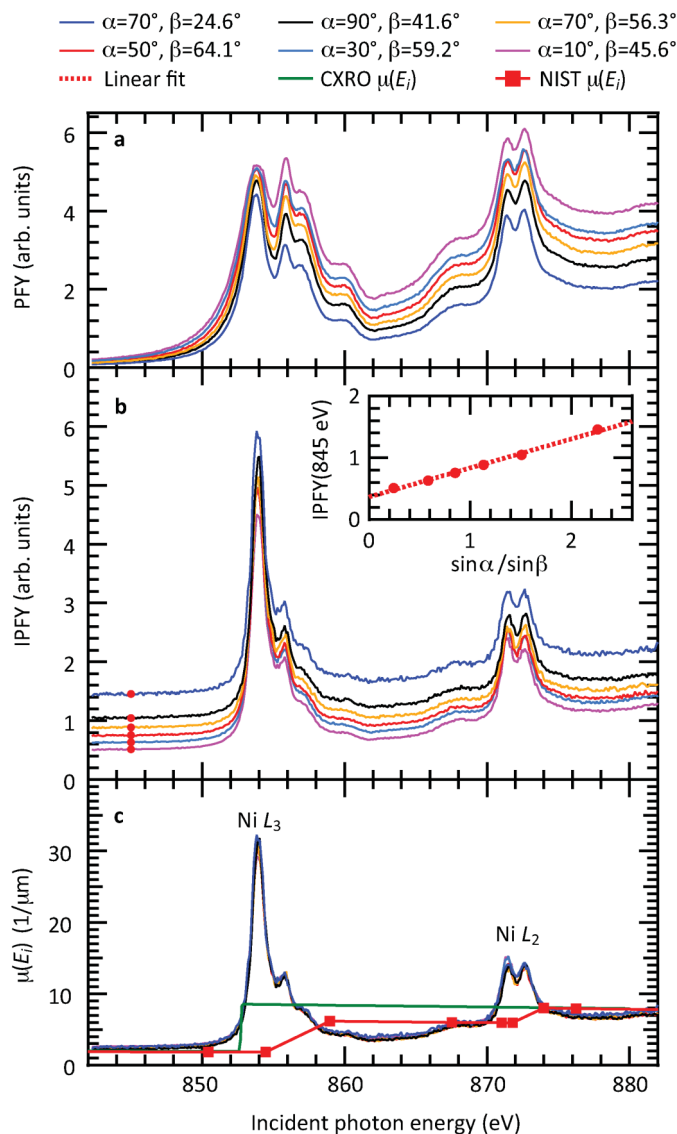 α=70°, β=24.6° α=90°, β=41.6° α=70°, β=56.3°
α=50°, β=64.1° α=30°, β=59.2° α=10°, β=45.6°
Linear fit CXRO μ(Ei) NIST μ(Ei)
a
PFY (arb. units)
6
4
2
0
b
IPFY (arb. units)
6
5
4
3
2
1
0
IPFY(845 eV)
2
1
0
0 1 2
sinα/sinβ
c
μ(Ei) (1/μm)
30
20
10
0
Ni L3
Ni L2
850 860 870 880
Incident photon energy (eV)